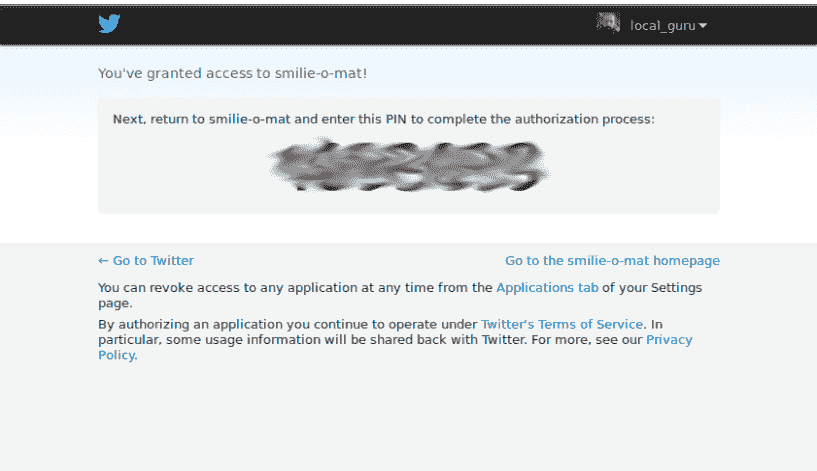 local_guru
You've granted access to smilie-o-mat!
Next, return to smilie-o-mat and enter this PIN to complete the authorization process:
← Go to Twitter
Go to the smilie-o-mat homepage
You can revoke access to any application at any time from the Applications tab of your Settings
page.
By authorizing an application you continue to operate under Twitter's Terms of Service. In
particular, some usage information will be shared back with Twitter. For more, see our Privacy
Policy.